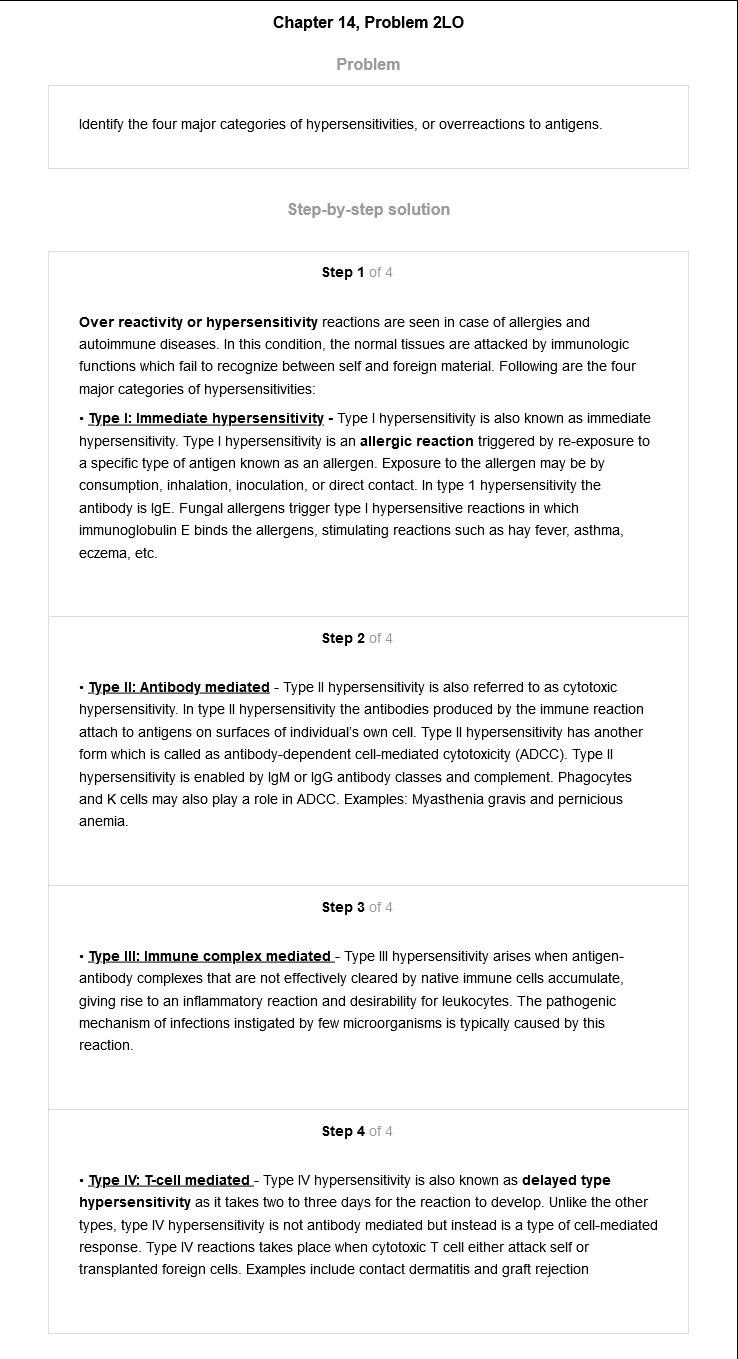 Chapter 14, Problem 2LO
Problem
Identify the four major categories of hypersensitivities, or overreactions to antigens.
Step-by-step solution
Step 1 of 4
Over reactivity or hypersensitivity reactions are seen in case of allergies and
autoimmune diseases. In this condition, the normal tissues are attacked by immunologic
functions which fail to recognize between self and foreign material. Following are the four
major categories of hypersensitivities:
• Type I: Immediate hypersensitivity - Type I hypersensitivity is also known as immediate
hypersensitivity. Type I hypersensitivity is an allergic reaction triggered by re-exposure to
a specific type of antigen known as an allergen. Exposure to the allergen may be by
consumption, inhalation, inoculation, or direct contact. In type 1 hypersensitivity the
antibody is IgE. Fungal allergens trigger type I hypersensitive reactions in which
immunoglobulin E binds the allergens, stimulating reactions such as hay fever, asthma,
eczema, etc.
Step 2 of 4
• Type II: Antibody mediated - Type II hypersensitivity is also referred to as cytotoxic
hypersensitivity. In type II hypersensitivity the antibodies produced by the immune reaction
attach to antigens on surfaces of individual's own cell. Type II hypersensitivity has another
form which is called as antibody-dependent cell-mediated cytotoxicity (ADCC). Type II
hypersensitivity is enabled by IgM or IgG antibody classes and complement. Phagocytes
and K cells may also play a role in ADCC. Examples: Myasthenia gravis and pernicious
anemia.
Step 3 of 4
• Type III: Immune complex mediated - Type III hypersensitivity arises when antigen-
antibody complexes that are not effectively cleared by native immune cells accumulate,
giving rise to an inflammatory reaction and desirability for leukocytes. The pathogenic
mechanism of infections instigated by few microorganisms is typically caused by this
reaction.
Step 4 of 4
• Type IV: T-cell mediated - Type IV hypersensitivity is also known as delayed type
hypersensitivity as it takes two to three days for the reaction to develop. Unlike the other
types, type IV hypersensitivity is not antibody mediated but instead is a type of cell-mediated
response. Type IV reactions takes place when cytotoxic T cell either attack self or
transplanted foreign cells. Examples include contact dermatitis and graft rejection